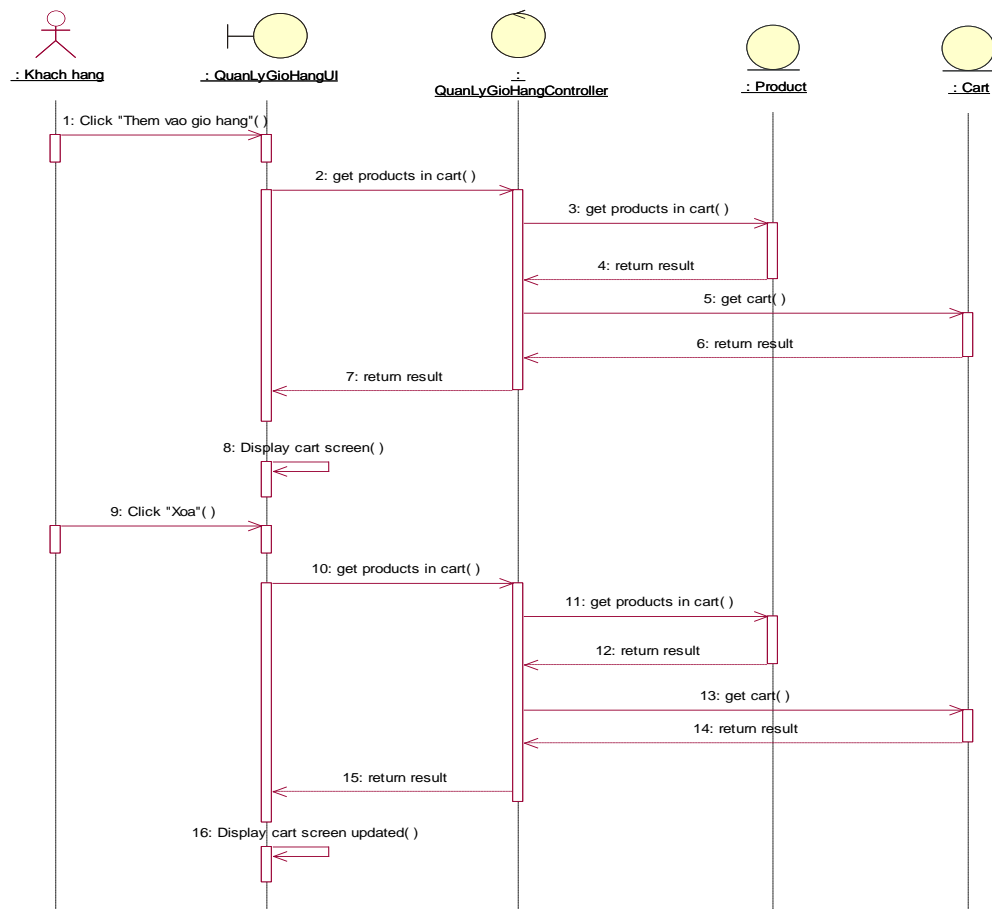 : Khach hang
: QuanLyGioHangUI
:
QuanLyGioHangController
: Product
: Cart
1: Click "Them vao gio hang"( )
2: get products in cart( )
3: get products in cart( )
4: return result
5: get cart( )
6: return result
7: return result
8: Display cart screen( )
9: Click "Xoa"( )
10: get products in cart( )
11: get products in cart( )
12: return result
13: get cart( )
14: return result
15: return result
16: Display cart screen updated( )